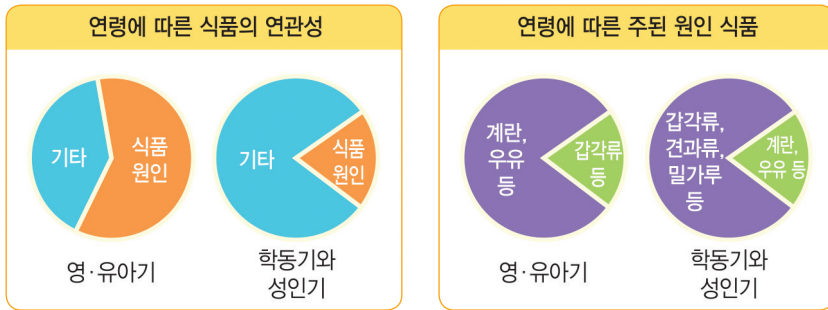 연령에 따른 식품의 연관성
기타
식품
원인
영·유아기
기타
식품
원인
학동기와
성인기
연령에 따른 주된 원인 식품
계란,
우유
등
갑각류
등
영·유아기
갑각류,
견과류,
밀가루
등
계란,
우유 등
학동기와
성인기